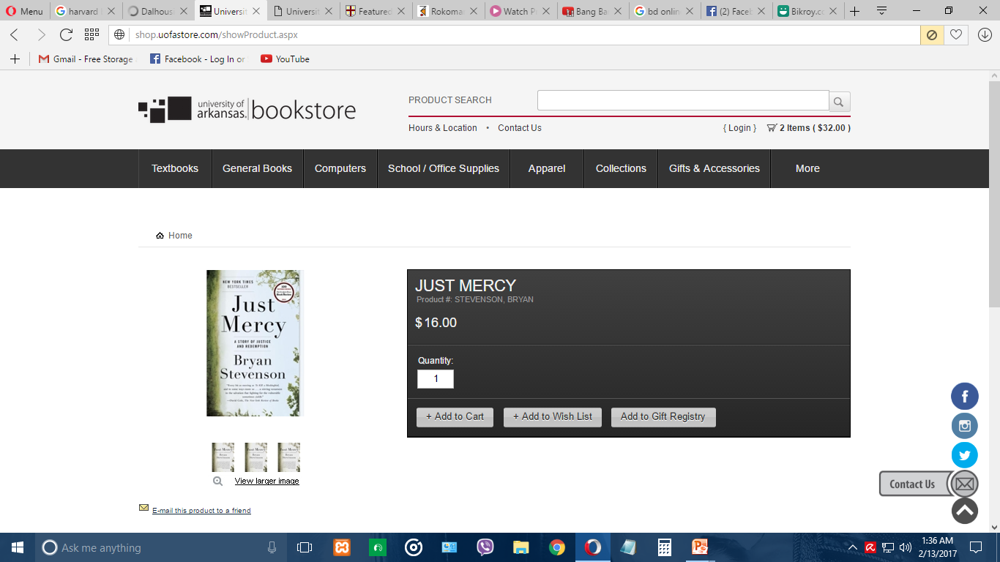 Menu
harvard
Dalhous
Universit
Universit
Featured
Rokoma
Watch P
Bang Ba
bd onlin
(2) Faceb
Bikroy.co
shop.uofastore.com/showProduct.aspx
Gmail - Free Storage
Facebook - Log In or
YouTube
university of
arkansas.
bookstore
PRODUCT SEARCH
Hours & Location • Contact Us
{ Login } 2 Items ( $32.00 )
Textbooks
General Books
Computers
School / Office Supplies
Apparel
Collections
Gifts & Accessories
More
Home
NEW YORK TIMES
BESTSELLER
Just
Mercy
A STORY OF JUSTICE
AND REDEMPTION
Bryan
Stevenson
View larger image
E-mail this product to a friend
JUST MERCY
Product #: STEVENSON, BRYAN
$16.00
Quantity:
1
+ Add to Cart
+ Add to Wish List
Add to Gift Registry
Contact Us
Ask me anything
1:36 AM
2/13/2017